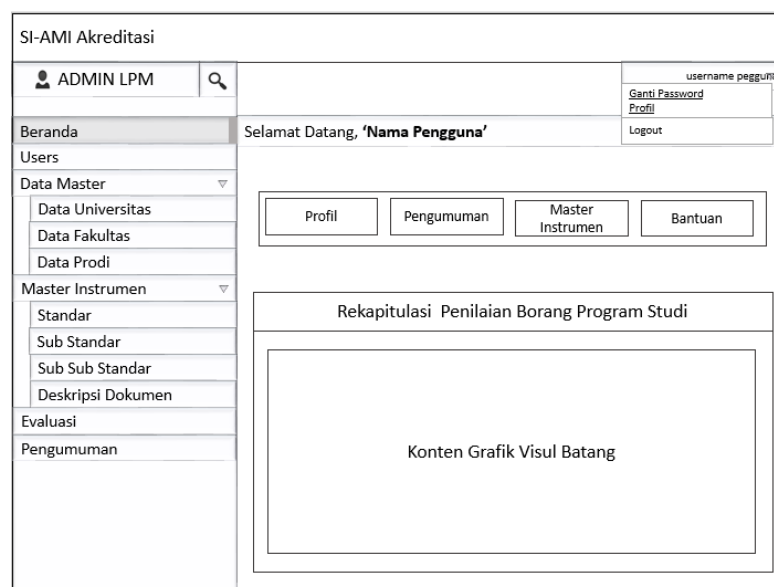 SI-AMI Akreditasi
ADMIN LPM
username peggun
Ganti Password
Profil
Logout
Beranda
Selamat Datang, ‘Nama Pengguna’
Users
Data Master
Data Universitas
Data Fakultas
Data Prodi
Master Instrumen
Standar
Sub Standar
Sub Sub Standar
Deskripsi Dokumen
Evaluasi
Pengumuman
Profil
Pengumuman
Master
Instrumen
Bantuan
Rekapitulasi Penilaian Borang Program Studi
Konten Grafik Visul Batang